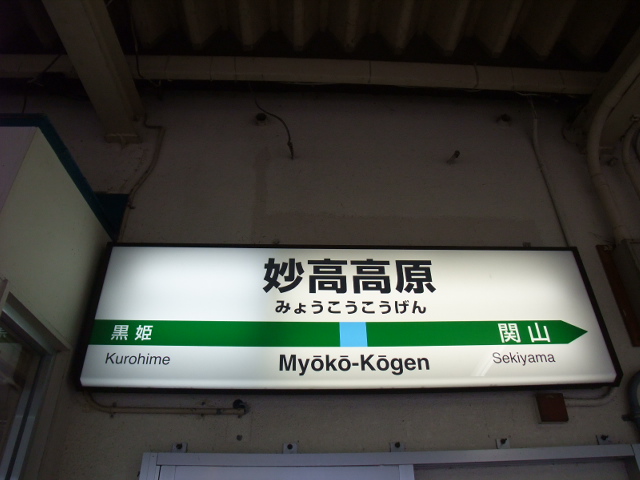 妙高高原
みょうこうこうげん
黒姫
関山
Kurohime
Myōkō-Kōgen
Sekiyama